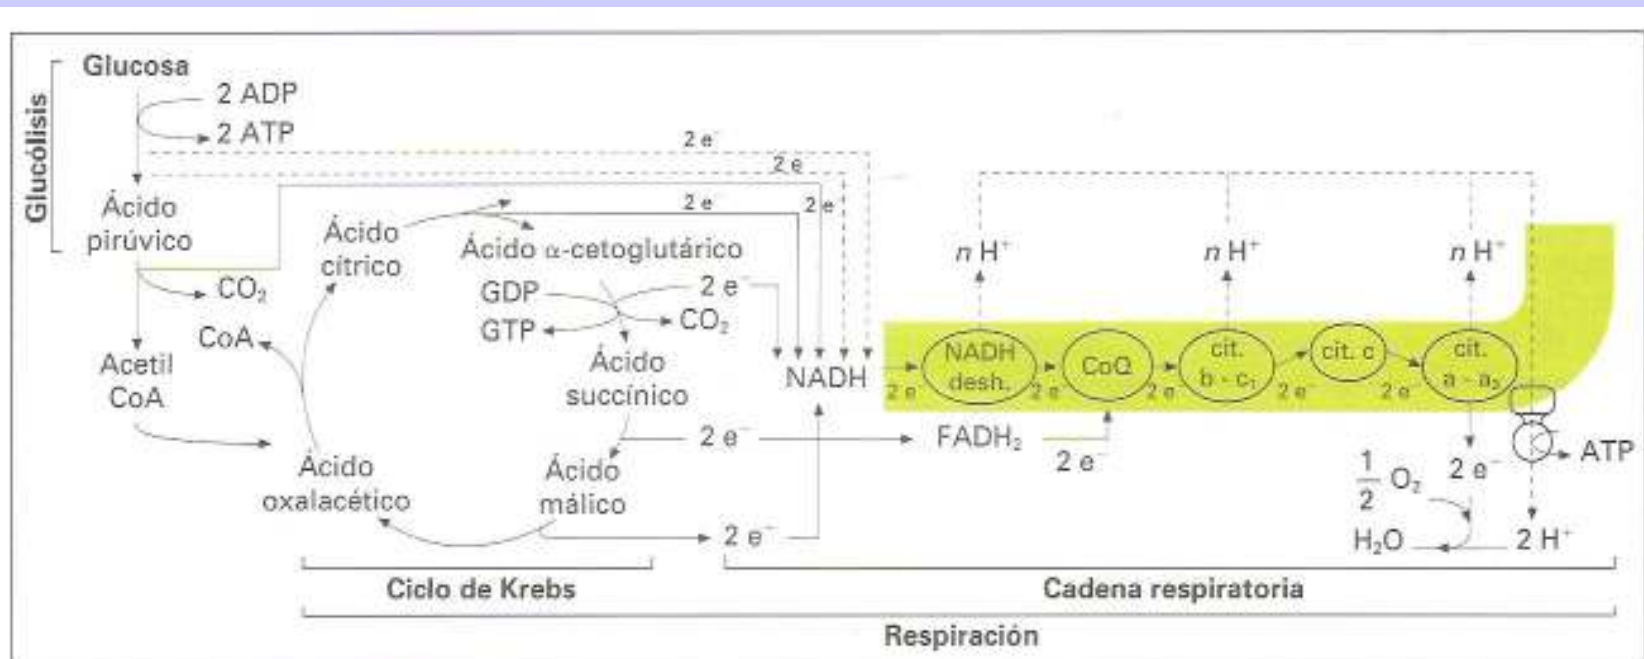 Glucólisis
Glucosa
2 ADP
2 ATP
2 e⁻
2 e
Ácido
pirúvico
CO₂
CoA
Acetil
CoA
Ácido
cítrico
2 e⁻
2 e
Ácido α-cetoglutárico
GDP
GTP
2 e⁻
CO₂
Ácido
succínico
Ácido
málico
Ácido
oxalacético
2 e⁻
2 e⁻
NADH
FADH₂
2 e⁻
n H⁺
n H⁺
n H⁺
NADH
desh.
CoQ
cit.
b - c₁
cit. c
cit.
a - a₃
2 e⁻
2 e⁻
2 e⁻
2 e⁻
2 e⁻
ATP
1
2
O₂
2 e⁻
H₂O
2 H⁺
Ciclo de Krebs
Cadena respiratoria
Respiración